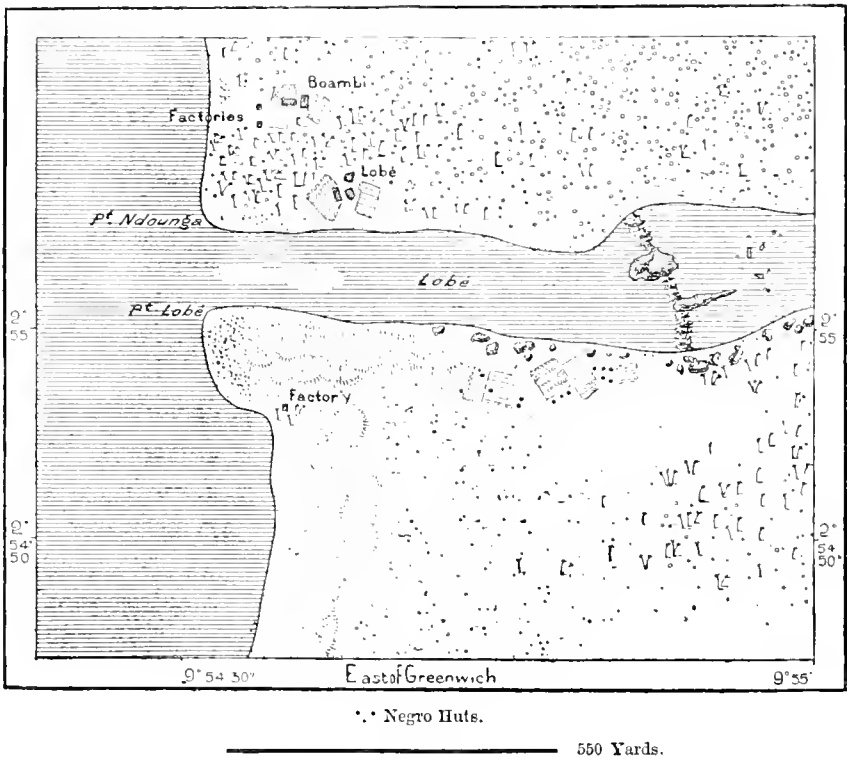 Boambi
Factories
Lobé
Pt. Ndounga
Lobé
Pt. Lobé
2°
55'
2°
55'
Factory
2°
54'
50"
2°
54'
50"
9° 54' 30"
East of Greenwich
9° 55'
Negro Huts.
550 Yards.